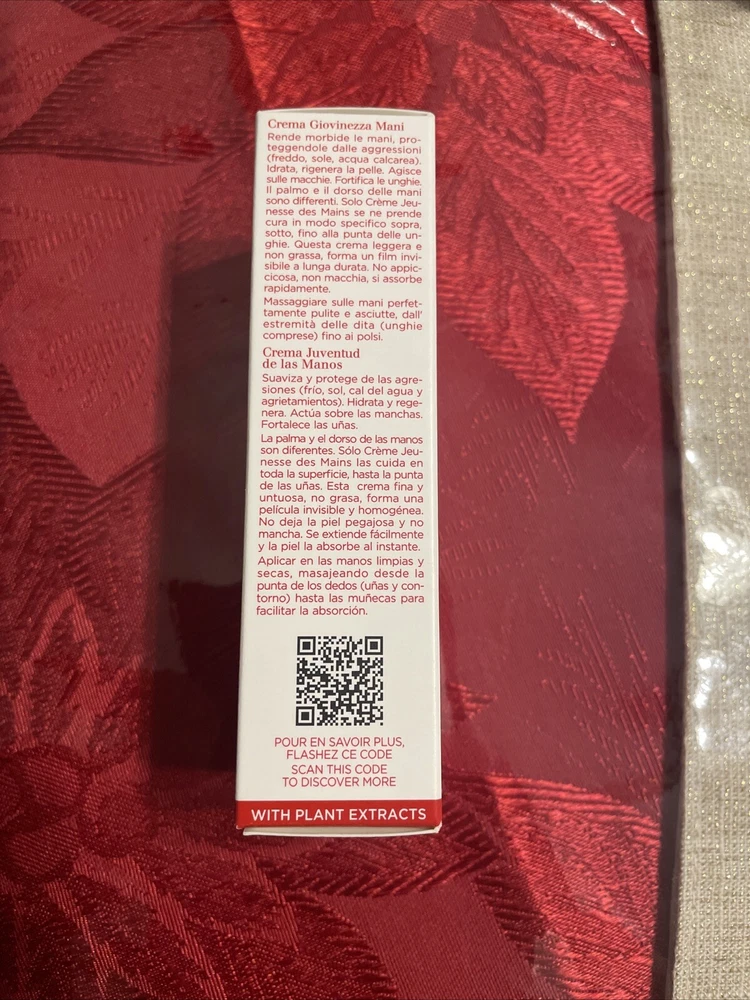 Crema Giovinezza Mani
Rende morbide le mani, pro-
teggendole dalle aggressioni
(freddo, sole, acqua calcarea).
Idrata, rigenera la pelle. Agisce
sulle macchie. Fortifica le unghie.
Il palmo e il dorso delle mani
sono differenti. Solo Crème Jeu-
nesse des Mains se ne prende
cura in modo specifico sopra,
sotto, fino alla punta delle un-
ghie. Questa crema leggera e
non grassa, forma un film invi-
sibile a lunga durata. No appic-
cicosa, non macchia, si assorbe
rapidamente.
Massaggiare sulle mani perfet-
tamente pulite e asciutte, dall'
estremità delle dita (unghie
comprese) fino ai polsi.
Crema Juventud
de las Manos
Suaviza y protege de las agre-
siones (frío, sol, cal del agua y
agrietamientos). Hidrata y rege-
nera. Actúa sobre las manchas.
Fortalece las uñas.
La palma y el dorso de las manos
son diferentes. Sólo Crème Jeu-
nesse des Mains las cuida en
toda la superficie, hasta la punta
de las uñas. Esta crema fina y
untuosa, no grasa, forma una
película invisible y homogénea.
No deja la piel pegajosa y no
mancha. Se extiende fácilmente
y la piel la absorbe al instante.
Aplicar en las manos limpias y
secas, masajeando desde la
punta de los dedos (uñas y con-
torno) hasta las muñecas para
facilitar la absorción.
POUR EN SAVOIR PLUS,
FLASHEZ CE CODE
SCAN THIS CODE
TO DISCOVER MORE
WITH PLANT EXTRACTS